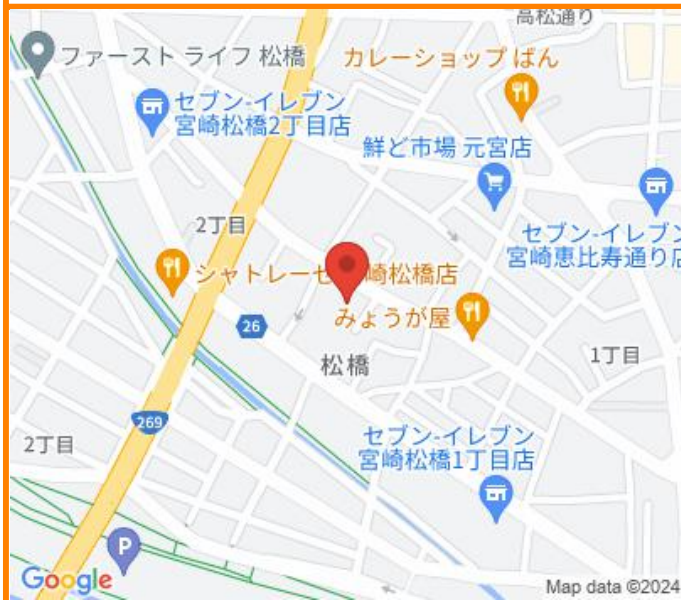 高松通り
ファースト ライフ 松橋
カレーショップ ばん
セブン-イレブン
宮崎松橋2丁目店
鮮ど市場 元宮店
2丁目
セブン-イレブン
宮崎恵比寿通り店
シャトレーゼ
崎松橋店
みょうが屋
26
松橋
1丁目
269
2丁目
セブン-イレブン
宮崎松橋1丁目店
P
Google
Map data ©2024